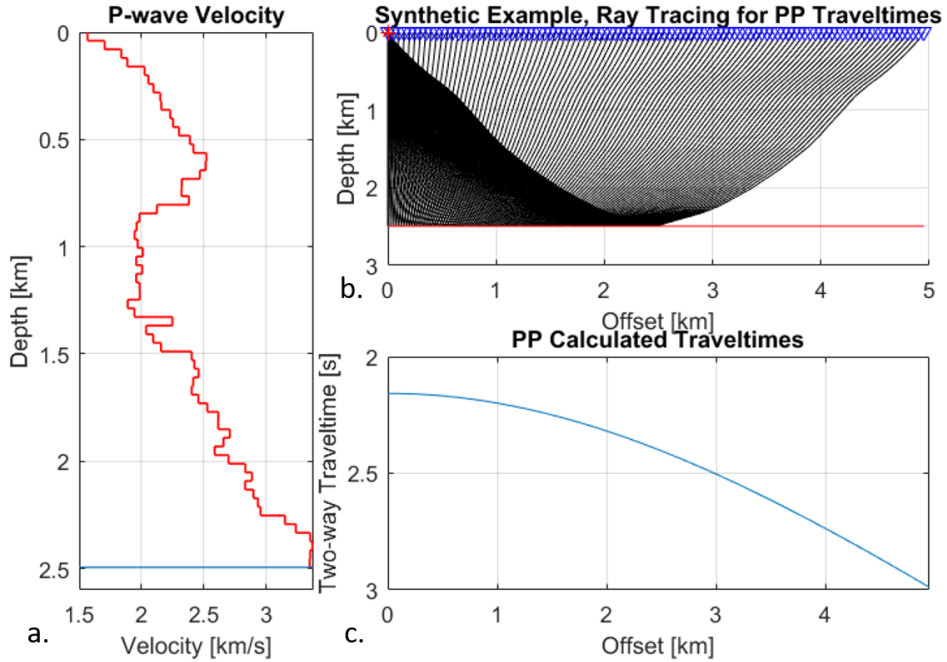 P-wave Velocity
0
0.5
1
1.5
2
2.5
Depth [km]
1.5
2
2.5
3
Velocity [km/s]
a.
Synthetic Example, Ray Tracing for PP Traveltimes
0
1
2
3
Depth [km]
0
1
2
3
4
5
Offset [km]
b.
PP Calculated Traveltimes
2
2.5
3
Two-way Traveltime [s]
0
1
2
3
4
Offset [km]
c.